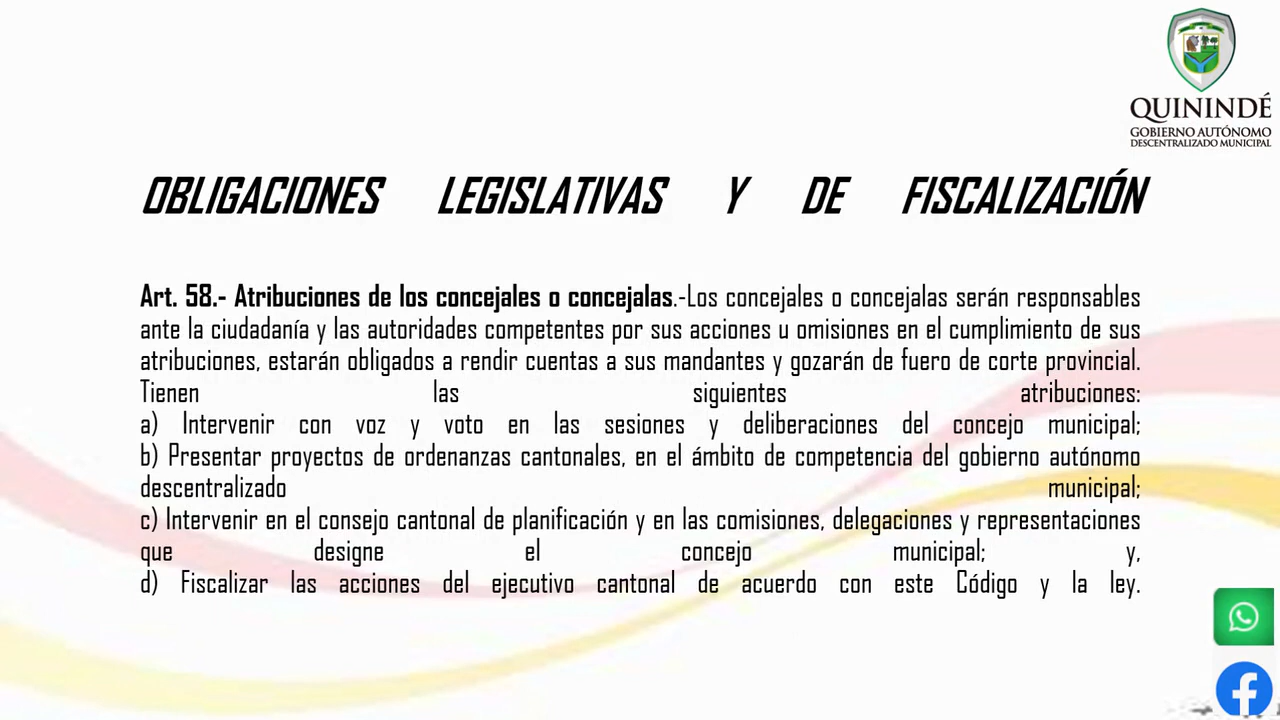 QUININDÉ
GOBIERNO AUTÓNOMO
DESCENTRALIZADO MUNICIPAL
OBLIGACIONES LEGISLATIVAS Y DE FISCALIZACIÓN
Art. 58.- Atribuciones de los concejales o concejalas.-Los concejales o concejalas serán responsables
ante la ciudadanía y las autoridades competentes por sus acciones u omisiones en el cumplimiento de sus
atribuciones, estarán obligados a rendir cuentas a sus mandantes y gozarán de fuero de corte provincial.
Tienen las siguientes atribuciones:
a) Intervenir con voz y voto en las sesiones y deliberaciones del concejo municipal;
b) Presentar proyectos de ordenanzas cantonales, en el ámbito de competencia del gobierno autónomo
descentralizado municipal;
c) Intervenir en el consejo cantonal de planificación y en las comisiones, delegaciones y representaciones
que designe el concejo municipal; y,
d) Fiscalizar las acciones del ejecutivo cantonal de acuerdo con este Código y la ley.